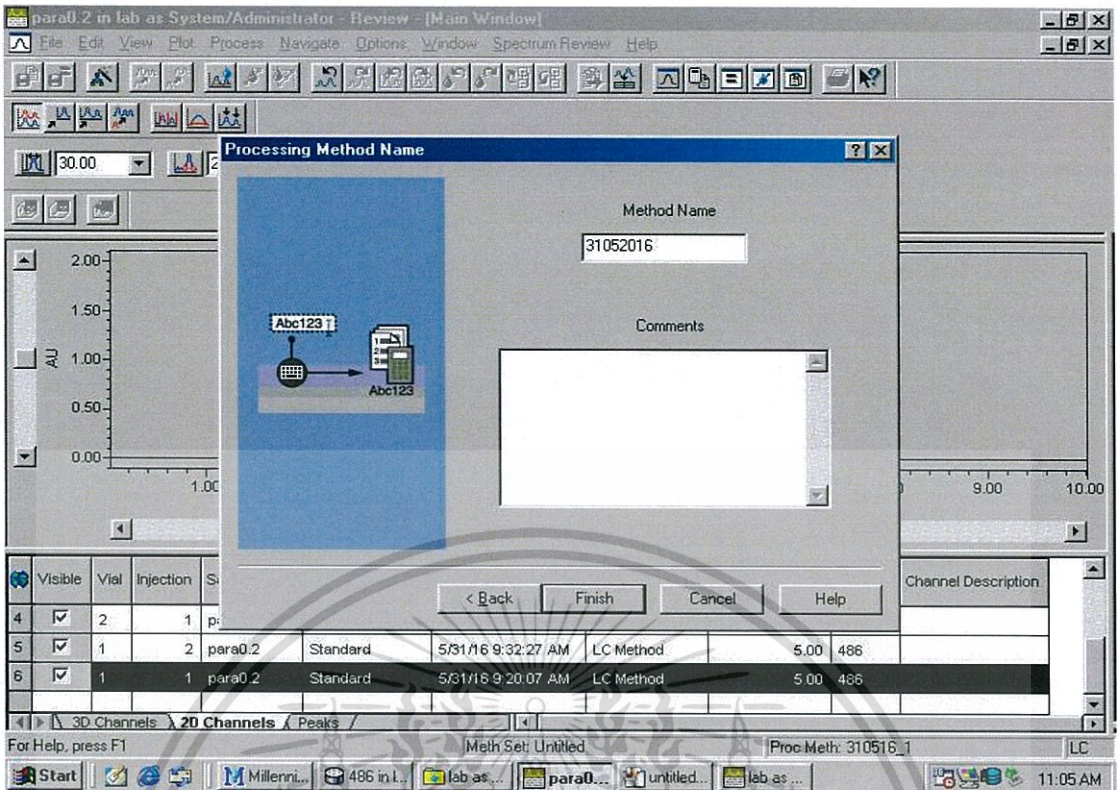 para0.2 in lab as System/Administrator - Review - [Main Window]
File Edit View Plot Process Navigate Options Window Spectrum Review Help
30.00
Processing Method Name
Method Name
31052016
Abc123
Abc123
Comments
2.00
1.50
1.00
0.50
0.00
AU
9.00
10.00
< Back Finish Cancel Help
Visible Vial Injection Channel Description
4 2 1
5 1 2 para0.2 Standard 5/31/16 9:32:27 AM LC Method 5.00 486
6 1 1 para0.2 Standard 5/31/16 9:20:07 AM LC Method 5.00 486
3D Channels 2D Channels Peaks
For Help, press F1 Meth Set: Untitled Proc Meth: 310516_1 LC
Start Millenni... 486 in l... lab as ... para0... untitled... lab as ... 11:05 AM